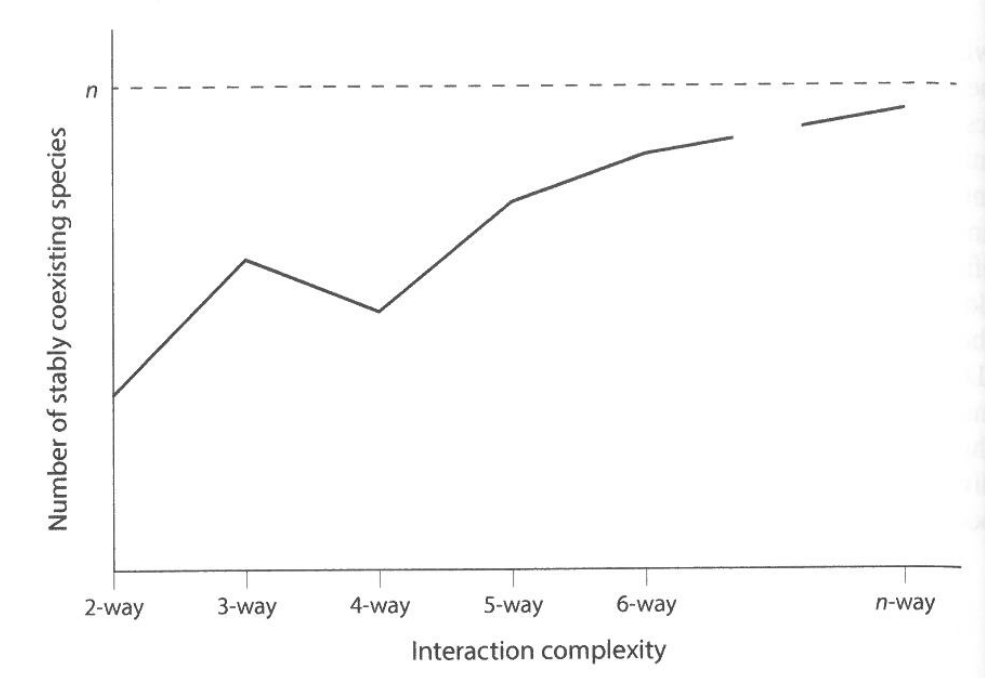 n
Number of stably coexisting species
2-way 3-way 4-way 5-way 6-way n-way
Interaction complexity